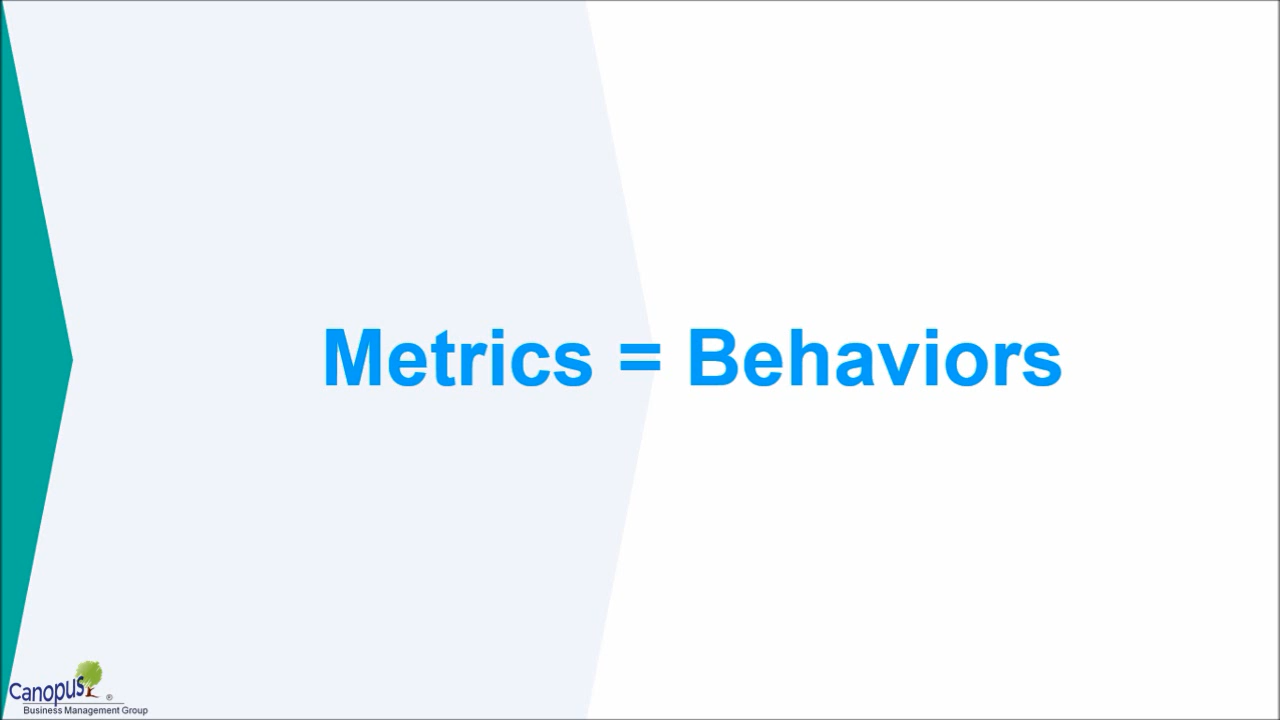 Metrics = Behaviors
Canopus ®
Business Management Group